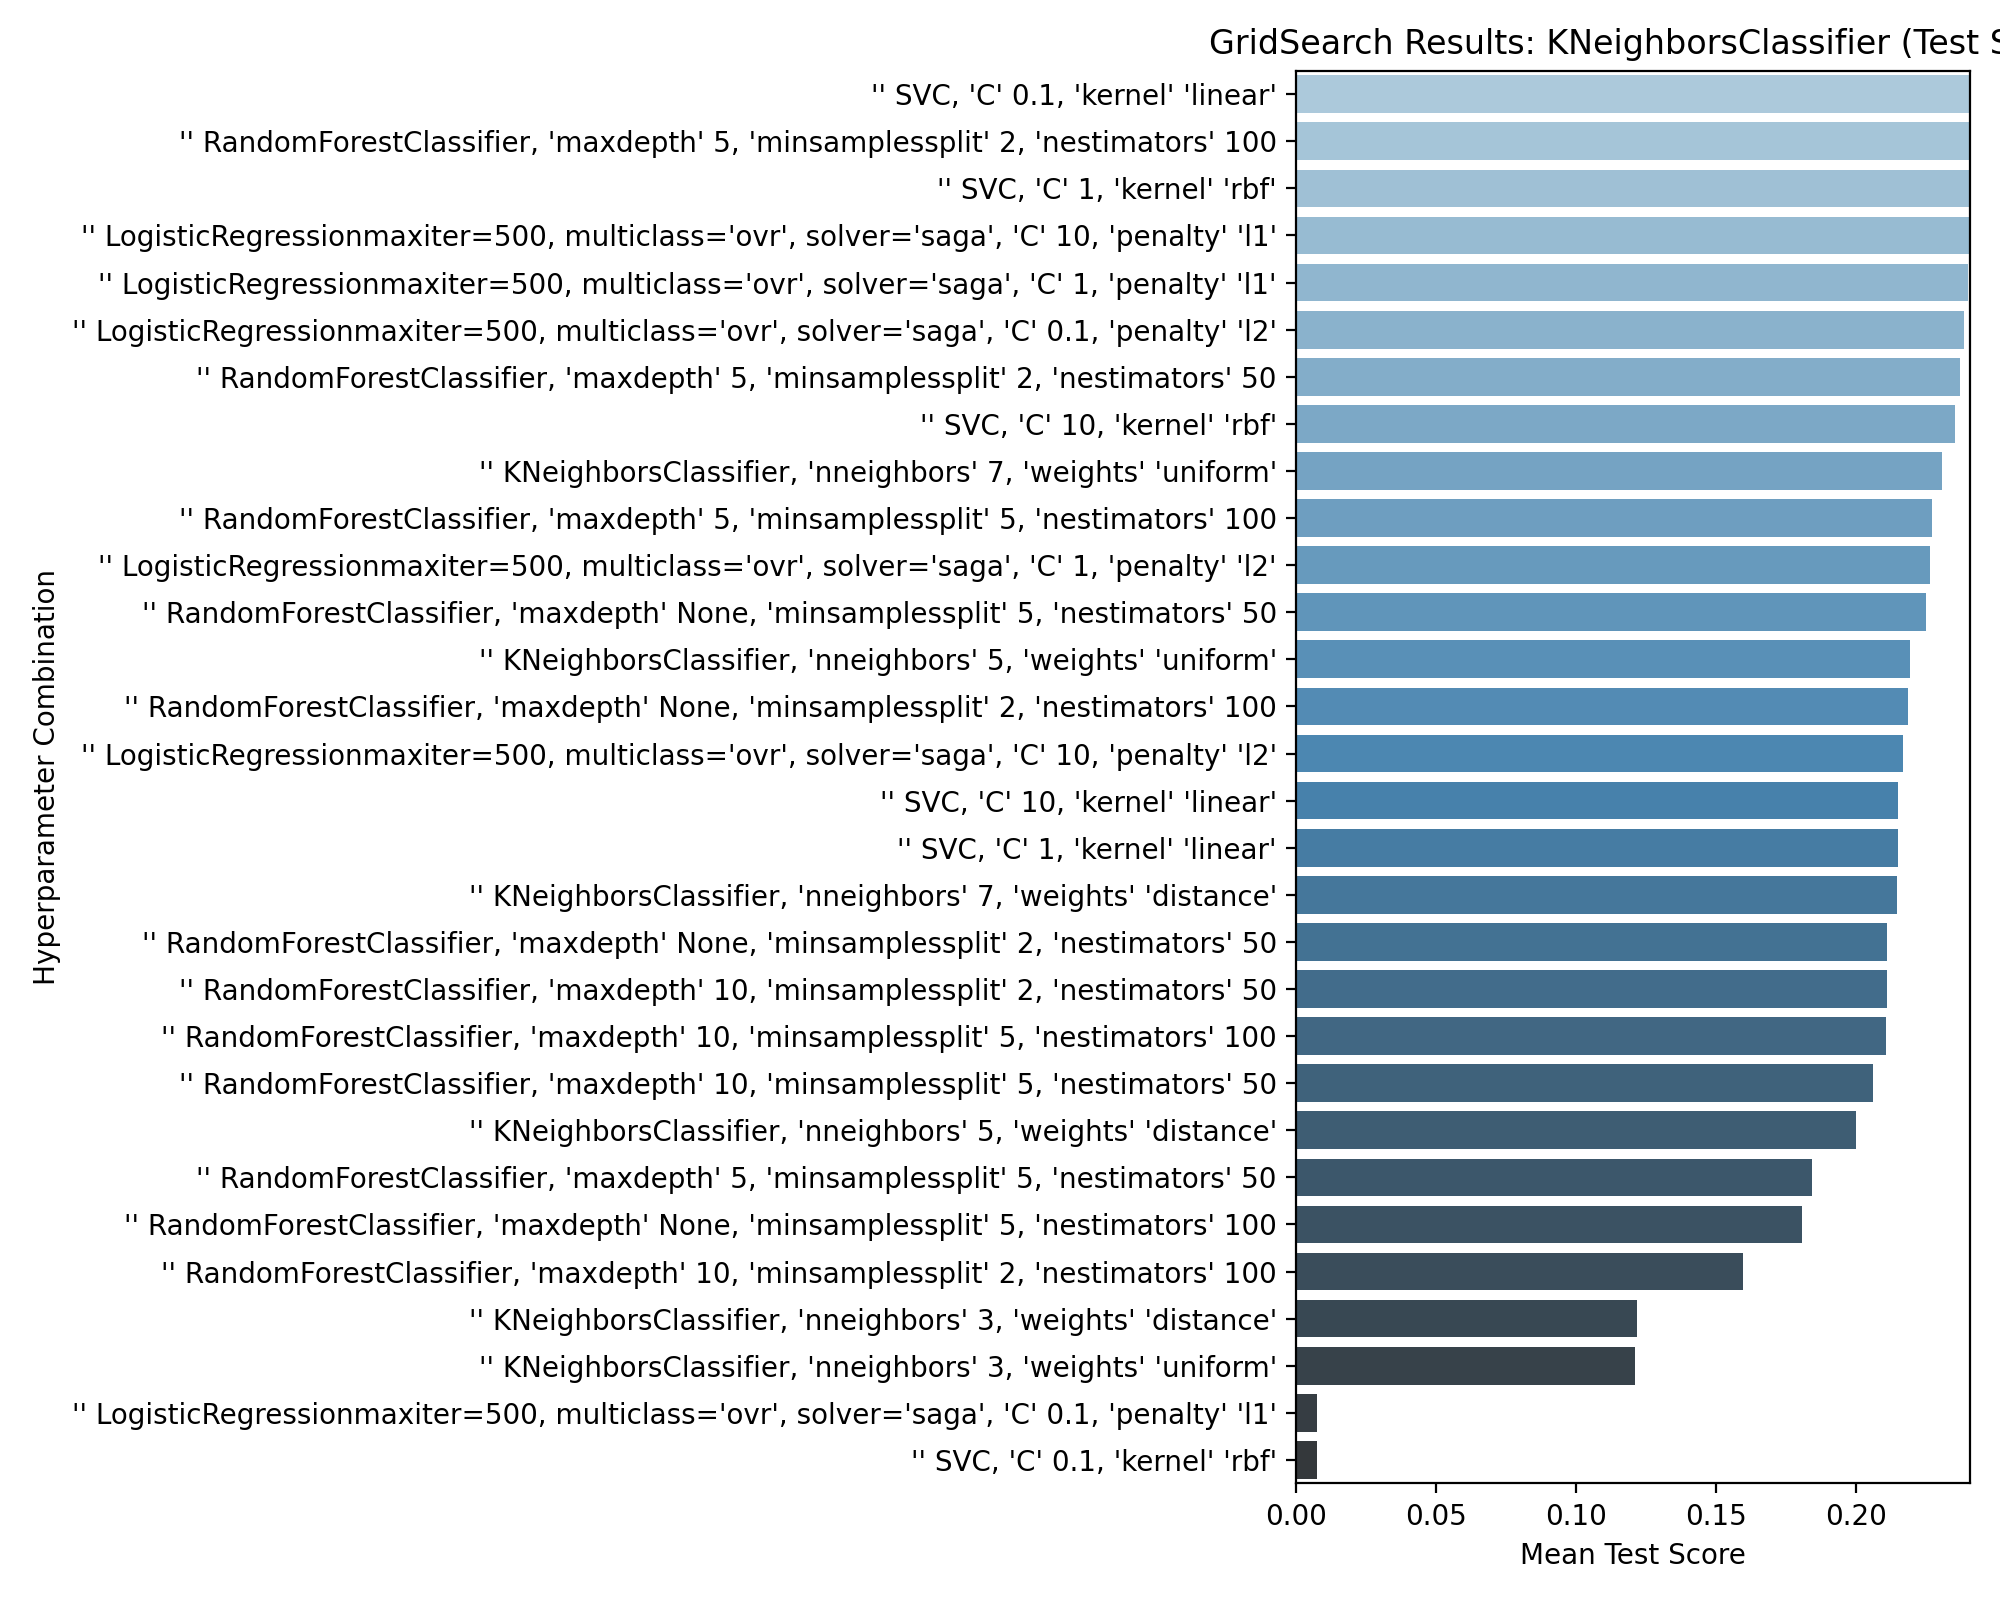 GridSearch Results: KNeighborsClassifier (Test S
'' SVC, 'C' 0.1, 'kernel' 'linear'
'' RandomForestClassifier, 'maxdepth' 5, 'minsamplessplit' 2, 'nestimators' 100
'' SVC, 'C' 1, 'kernel' 'rbf'
'' LogisticRegressionmaxiter=500, multiclass='ovr', solver='saga', 'C' 10, 'penalty' 'l1'
'' LogisticRegressionmaxiter=500, multiclass='ovr', solver='saga', 'C' 1, 'penalty' 'l1'
'' LogisticRegressionmaxiter=500, multiclass='ovr', solver='saga', 'C' 0.1, 'penalty' 'l2'
'' RandomForestClassifier, 'maxdepth' 5, 'minsamplessplit' 2, 'nestimators' 50
'' SVC, 'C' 10, 'kernel' 'rbf'
'' KNeighborsClassifier, 'nneighbors' 7, 'weights' 'uniform'
'' RandomForestClassifier, 'maxdepth' 5, 'minsamplessplit' 5, 'nestimators' 100
'' LogisticRegressionmaxiter=500, multiclass='ovr', solver='saga', 'C' 1, 'penalty' 'l2'
'' RandomForestClassifier, 'maxdepth' None, 'minsamplessplit' 5, 'nestimators' 50
'' KNeighborsClassifier, 'nneighbors' 5, 'weights' 'uniform'
'' RandomForestClassifier, 'maxdepth' None, 'minsamplessplit' 2, 'nestimators' 100
'' LogisticRegressionmaxiter=500, multiclass='ovr', solver='saga', 'C' 10, 'penalty' 'l2'
'' SVC, 'C' 10, 'kernel' 'linear'
'' SVC, 'C' 1, 'kernel' 'linear'
'' KNeighborsClassifier, 'nneighbors' 7, 'weights' 'distance'
'' RandomForestClassifier, 'maxdepth' None, 'minsamplessplit' 2, 'nestimators' 50
'' RandomForestClassifier, 'maxdepth' 10, 'minsamplessplit' 2, 'nestimators' 50
'' RandomForestClassifier, 'maxdepth' 10, 'minsamplessplit' 5, 'nestimators' 100
'' RandomForestClassifier, 'maxdepth' 10, 'minsamplessplit' 5, 'nestimators' 50
'' KNeighborsClassifier, 'nneighbors' 5, 'weights' 'distance'
'' RandomForestClassifier, 'maxdepth' 5, 'minsamplessplit' 5, 'nestimators' 50
'' RandomForestClassifier, 'maxdepth' None, 'minsamplessplit' 5, 'nestimators' 100
'' RandomForestClassifier, 'maxdepth' 10, 'minsamplessplit' 2, 'nestimators' 100
'' KNeighborsClassifier, 'nneighbors' 3, 'weights' 'distance'
'' KNeighborsClassifier, 'nneighbors' 3, 'weights' 'uniform'
'' LogisticRegressionmaxiter=500, multiclass='ovr', solver='saga', 'C' 0.1, 'penalty' 'l1'
'' SVC, 'C' 0.1, 'kernel' 'rbf'
Hyperparameter Combination
0.00 0.05 0.10 0.15 0.20
Mean Test Score